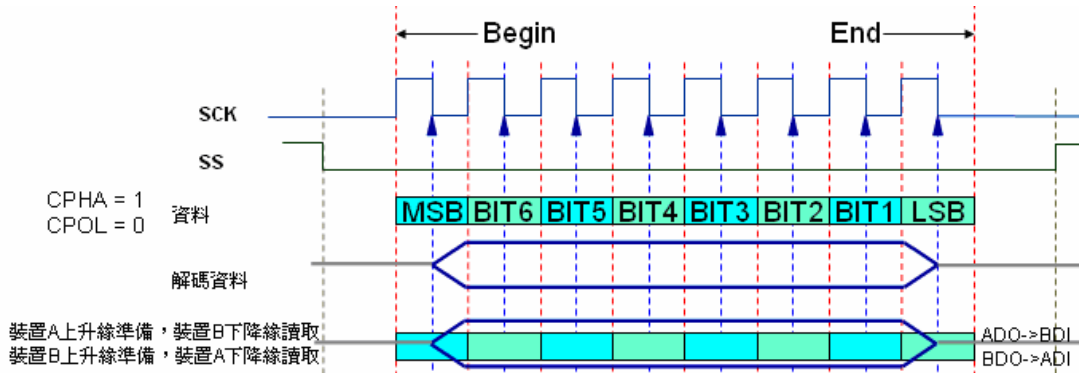 Begin
End
SCK
SS
CPHA = 1
CPOL = 0
資料
MSB BIT6 BIT5 BIT4 BIT3 BIT2 BIT1 LSB
解碼資料
裝置A上升緣準備，裝置B下降緣讀取
ADO->BDI
裝置B上升緣準備，裝置A下降緣讀取
BDO->ADI